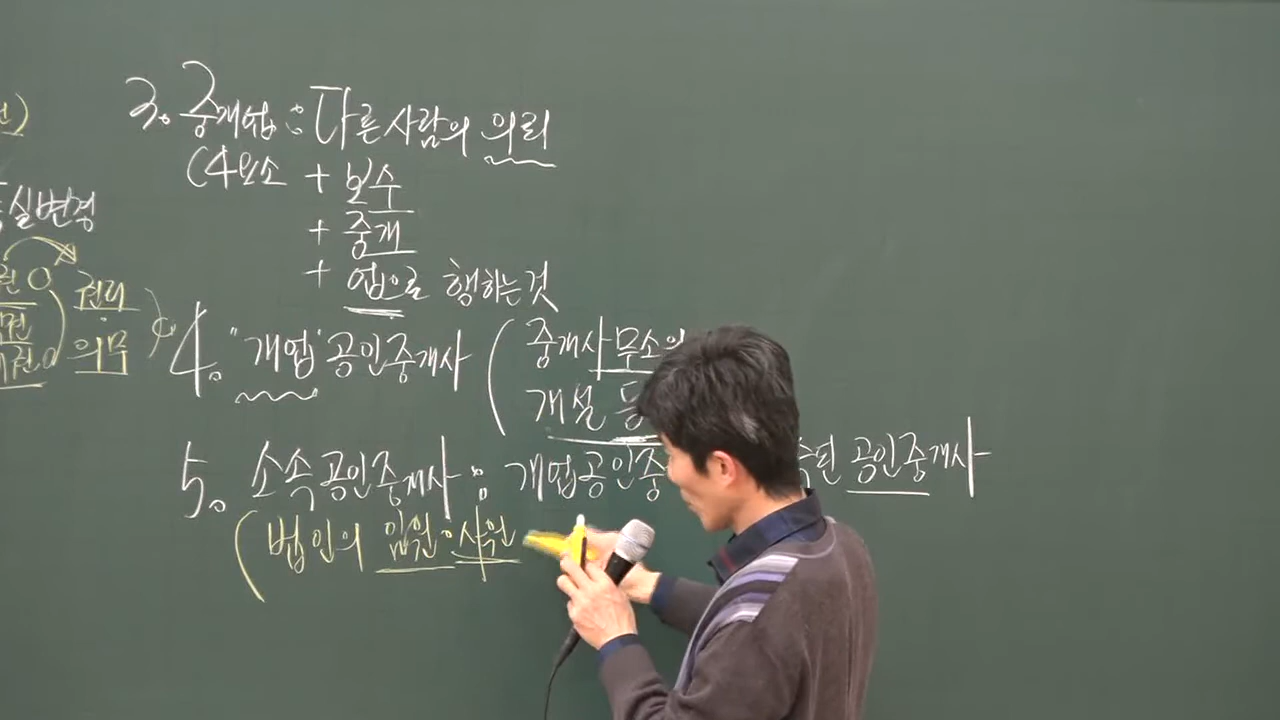 3. 중개업 : 다른 사람의 의뢰
(4요소 + 보수
+ 중개
+ 업으로 행하는 것
4. "개업" 공인중개사 (중개사무소의
개설
5. 소속공인중개사 : 개업공인중 속된 공인중개사
(법인의 임원·사원
실변경
권리
의무